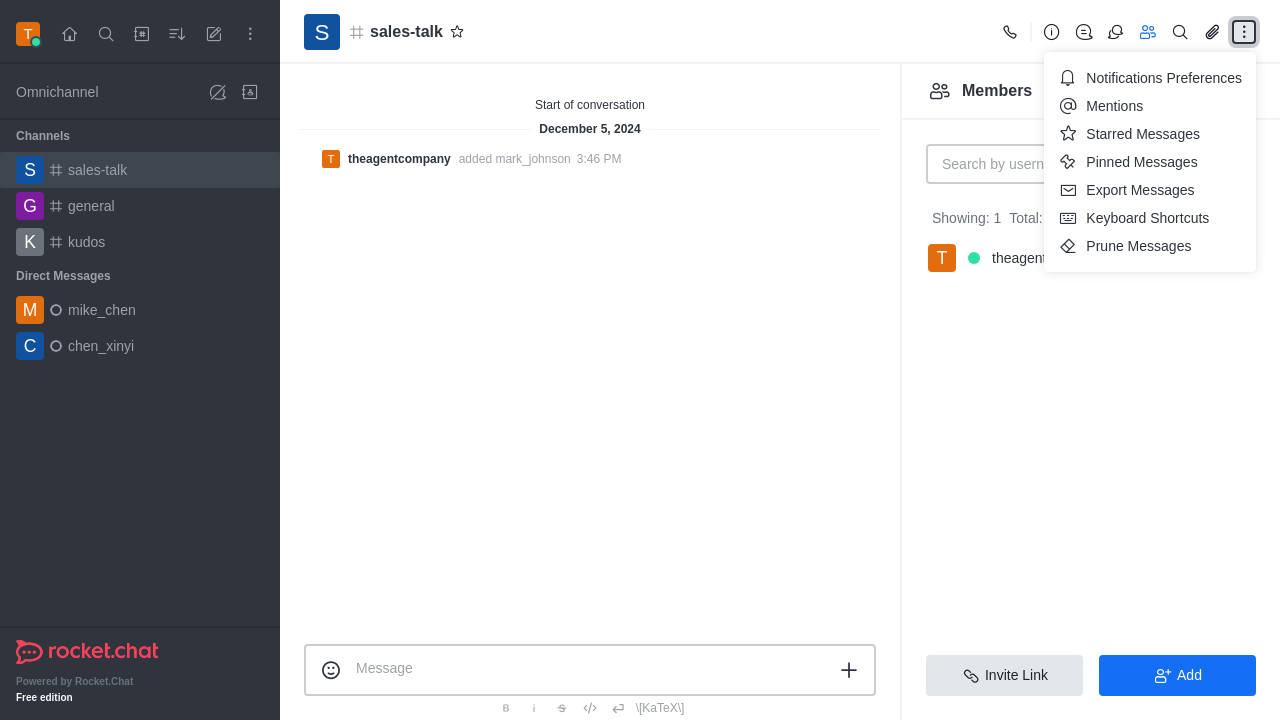 T
Omnichannel
Channels
S sales-talk
G general
K kudos
Direct Messages
M mike_chen
C chen_xinyi
rocket.chat
Powered by Rocket.Chat
Free edition
S sales-talk
Start of conversation
December 5, 2024
T theagentcompany added mark_johnson 3:46 PM
Message
\[KaTeX\]
Members
Search by usern
Showing: 1 Total:
T theagent
Notifications Preferences
Mentions
Starred Messages
Pinned Messages
Export Messages
Keyboard Shortcuts
Prune Messages
Invite Link
Add